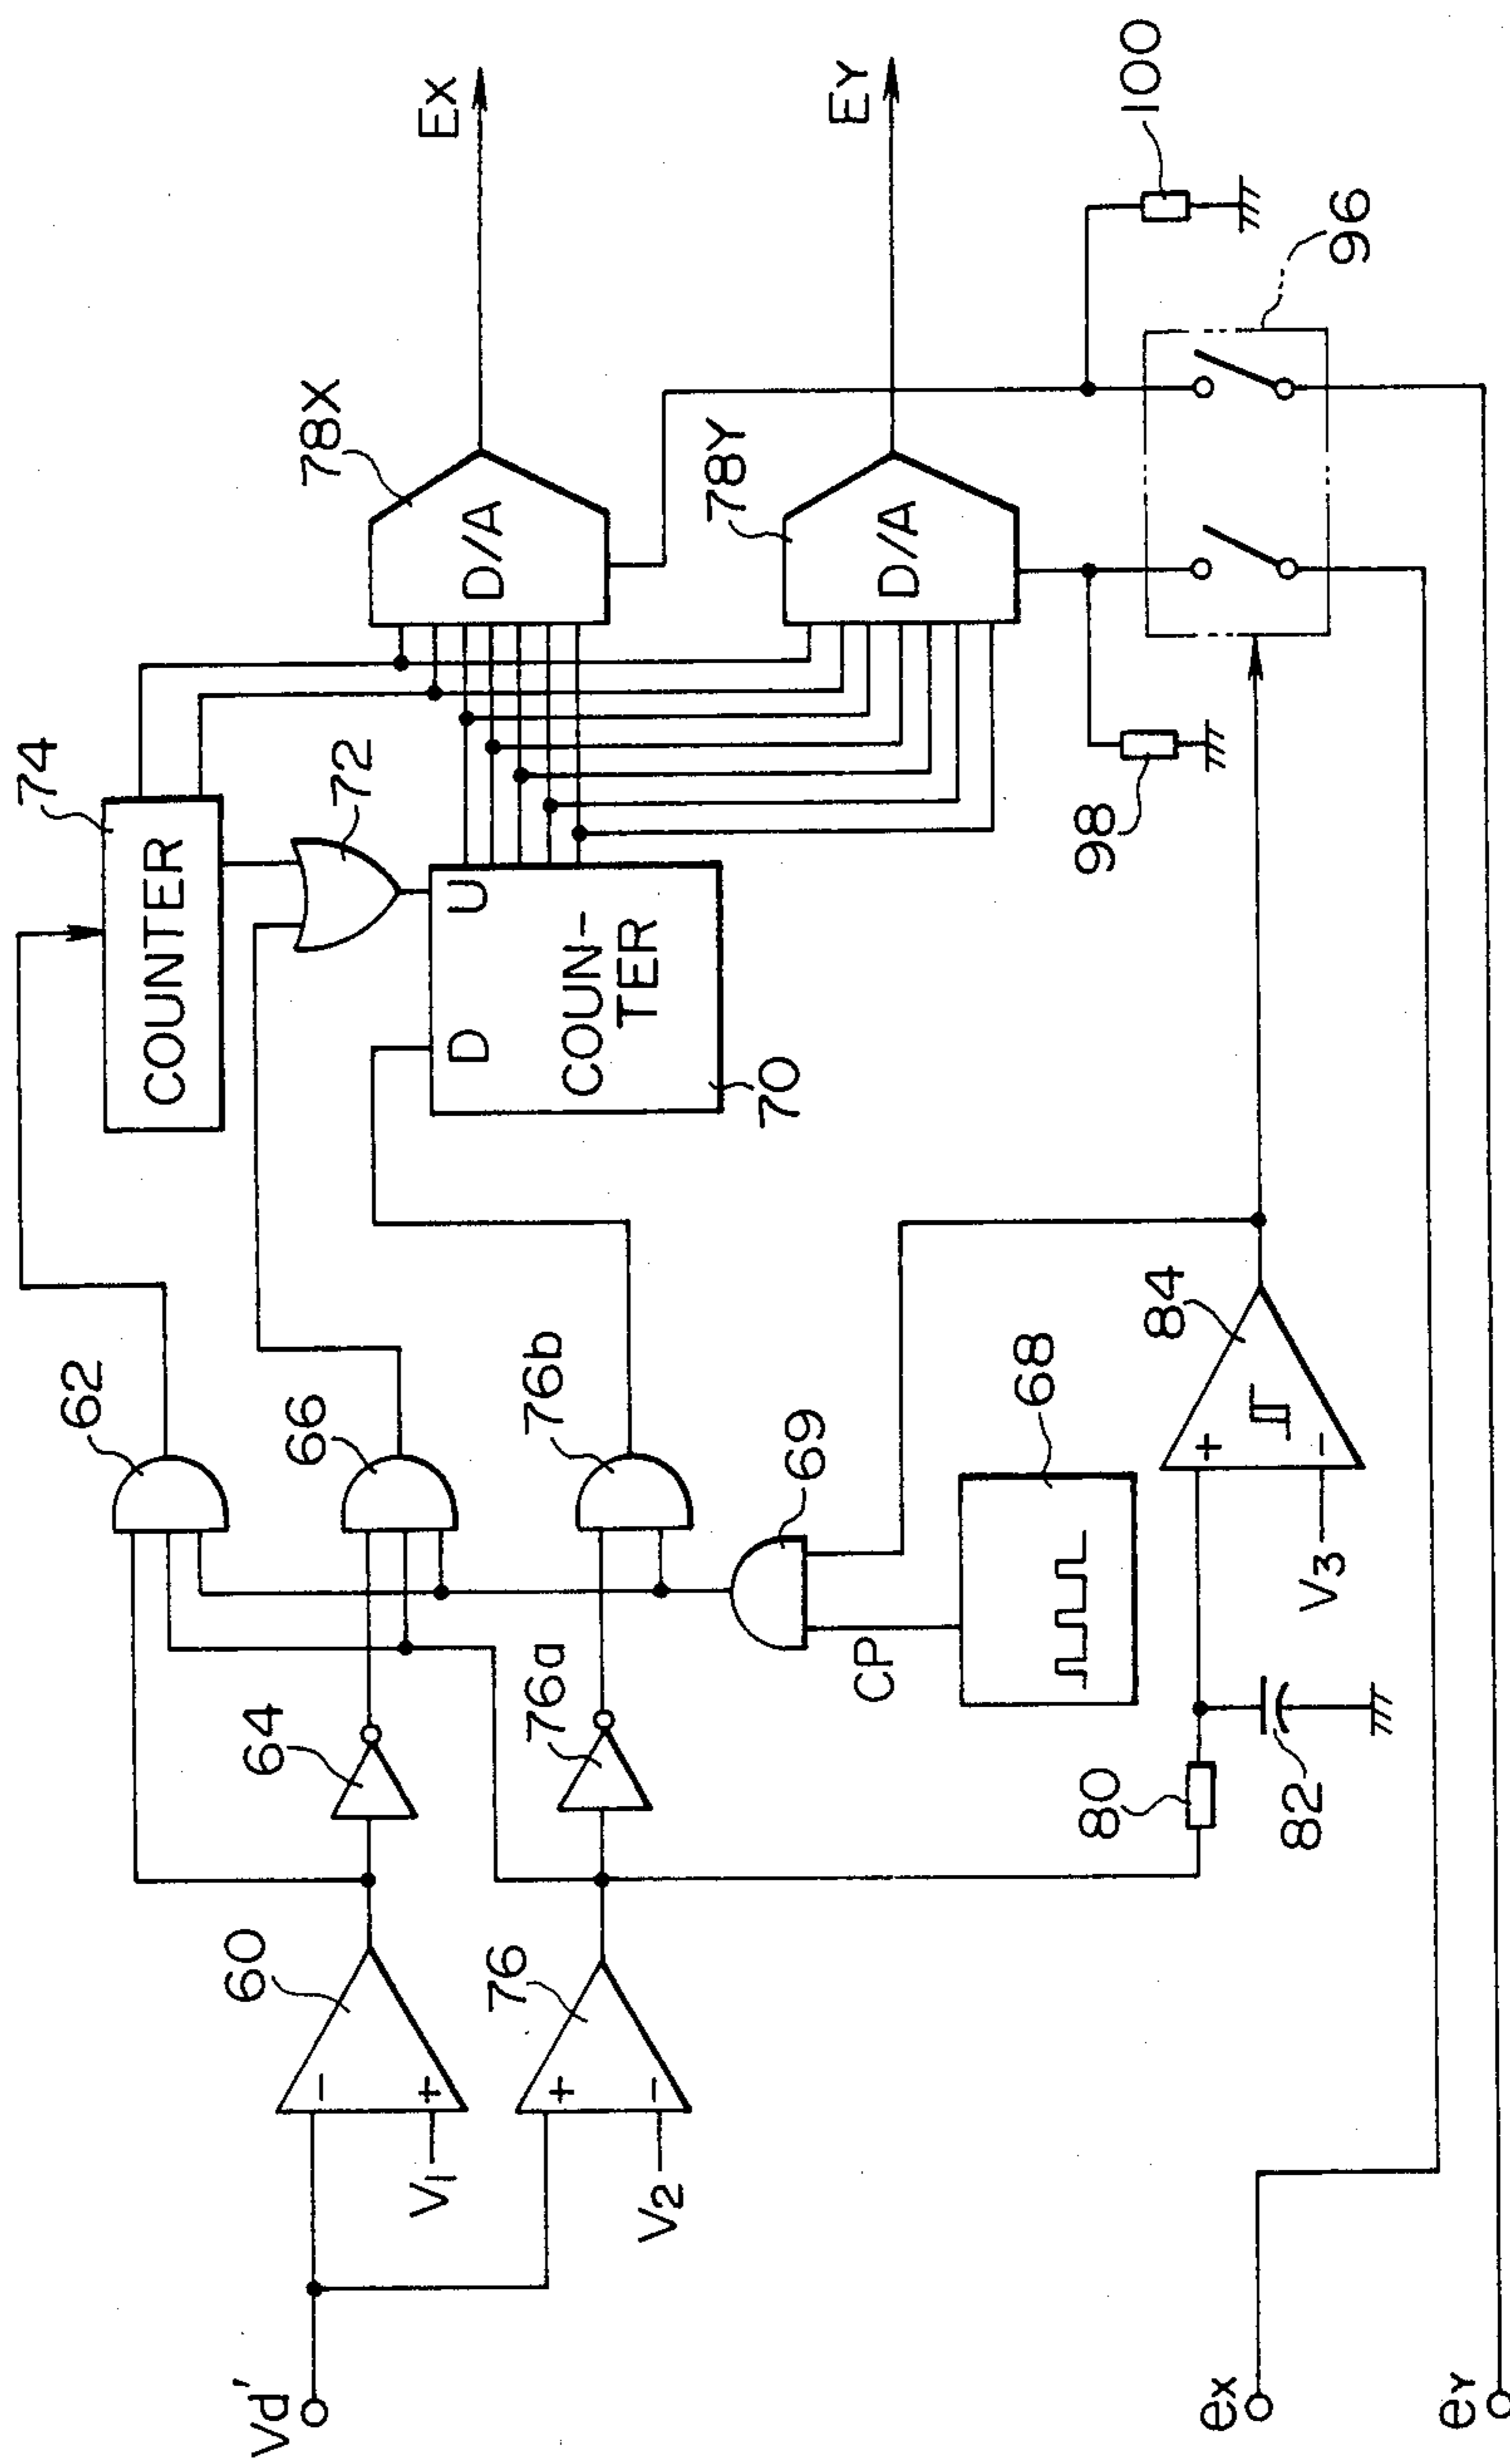 74
COUNTER
72
78X
EX
62
66
64
60
V1
Vd'
U
D
COUN-
TER
70
D/A
78Y
EY
D/A
76b
76a
76
V2
69
CP
68
98
100
96
84
+
-
V3
80
82
-
+
+
-
eX
eY